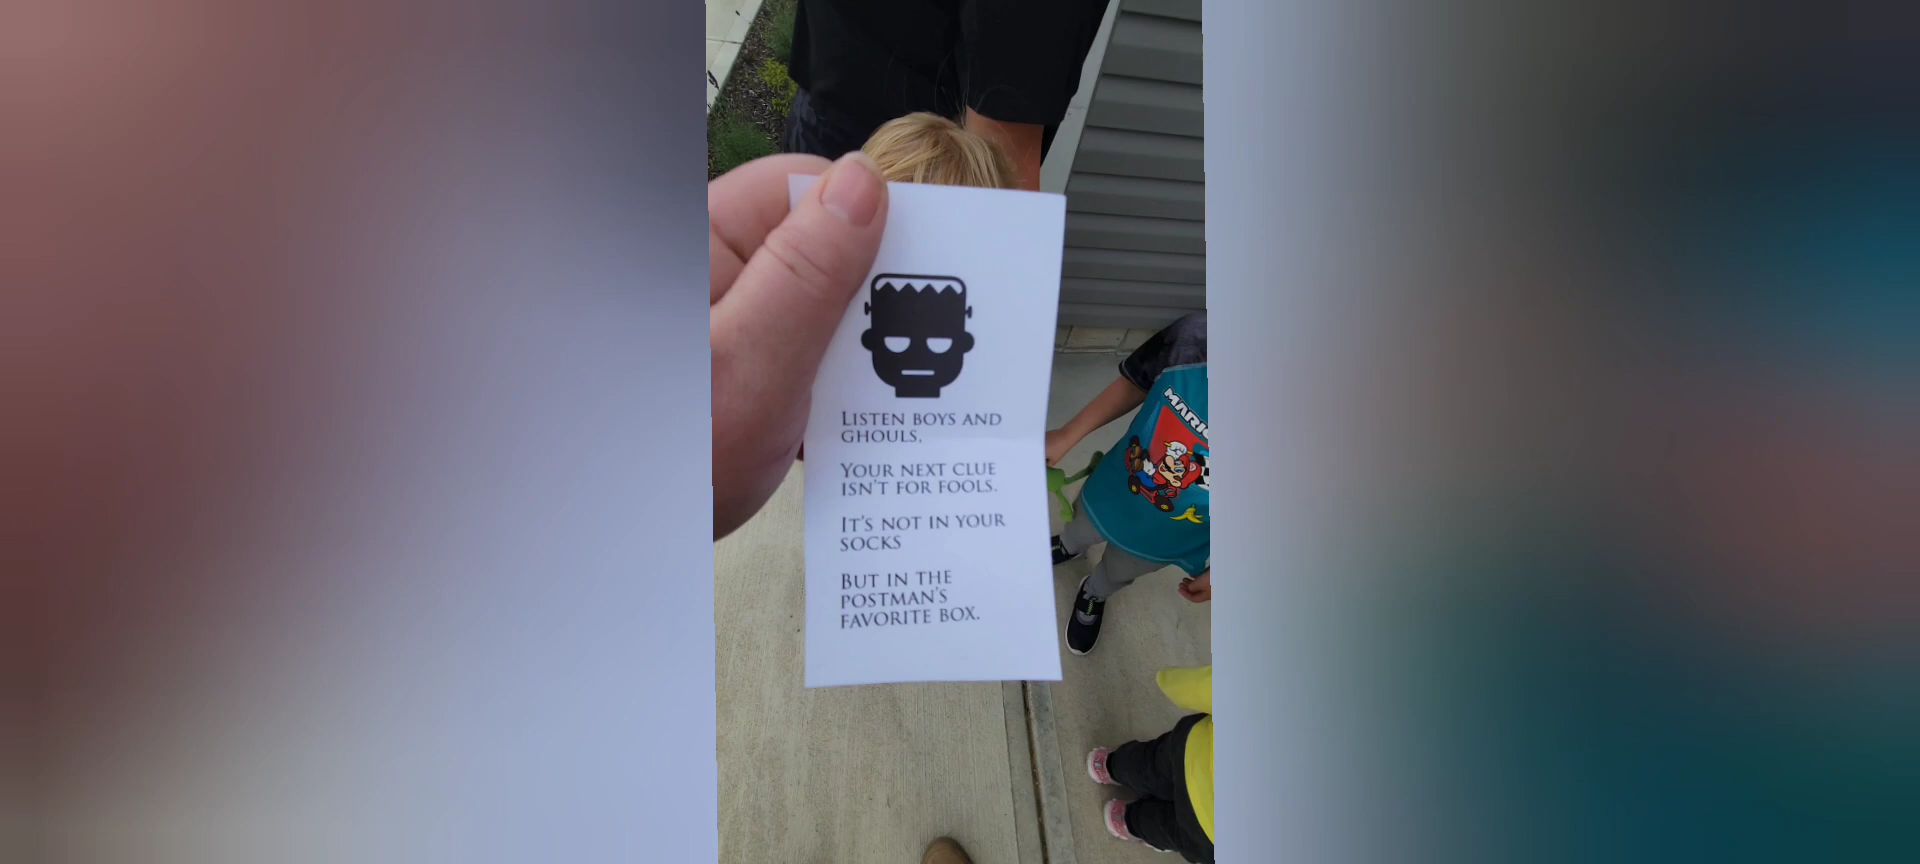 LISTEN BOYS AND
GHOULS,
YOUR NEXT CLUE
ISN'T FOR FOOLS.
IT'S NOT IN YOUR
SOCKS
BUT IN THE
POSTMAN'S
FAVORITE BOX.
MARIO